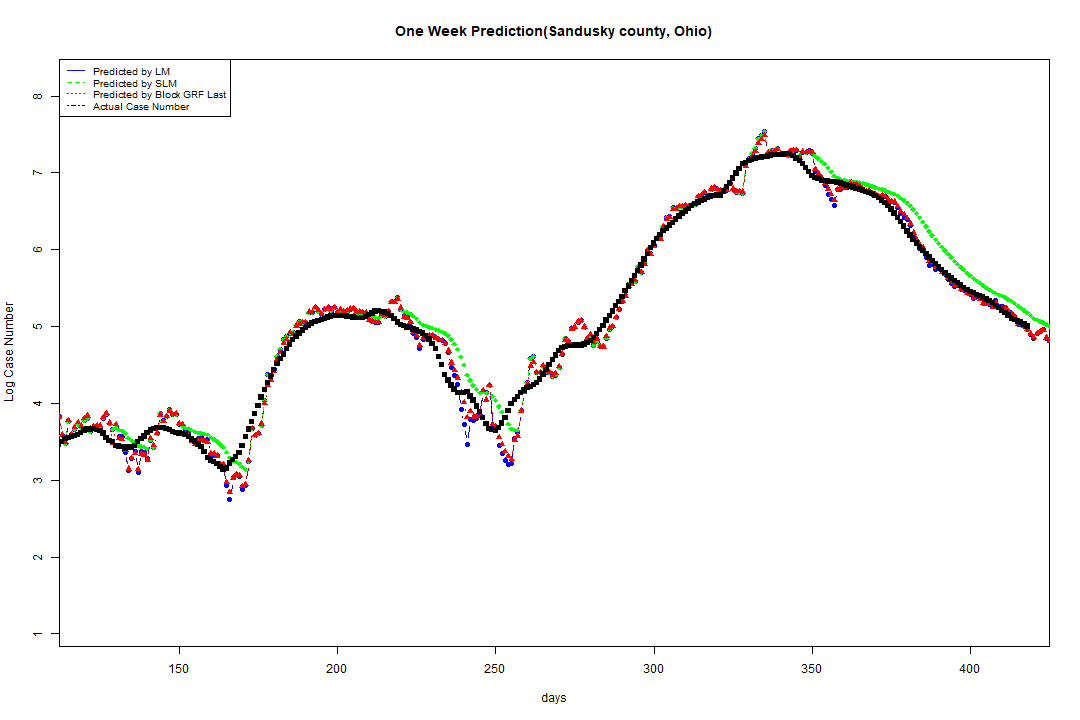 One Week Prediction(Sandusky county, Ohio)
Predicted by LM
Predicted by SLM
Predicted by Block GRF Last
Actual Case Number
8
7
6
5
4
3
2
1
Log Case Number
150 200 250 300 350 400
days